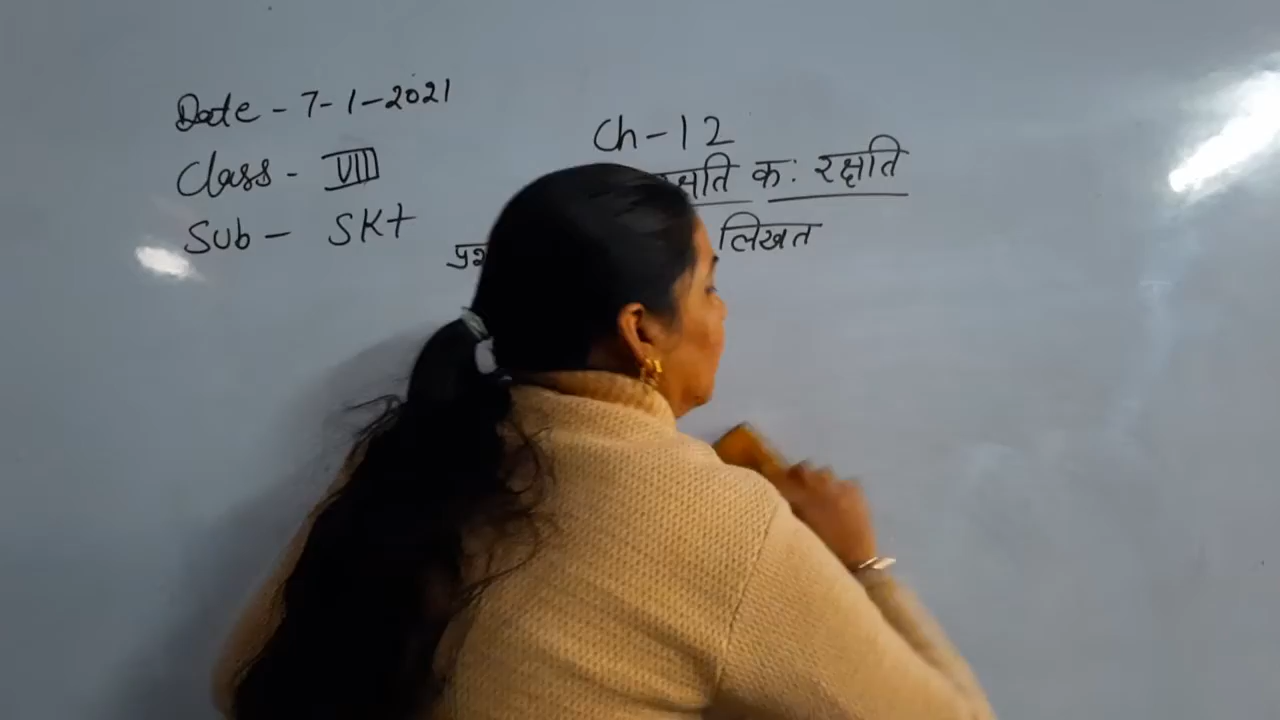 Date - 7-1-2021
Class - VIII
Sub - SKt
Ch-12
कः रक्षति
लिखत